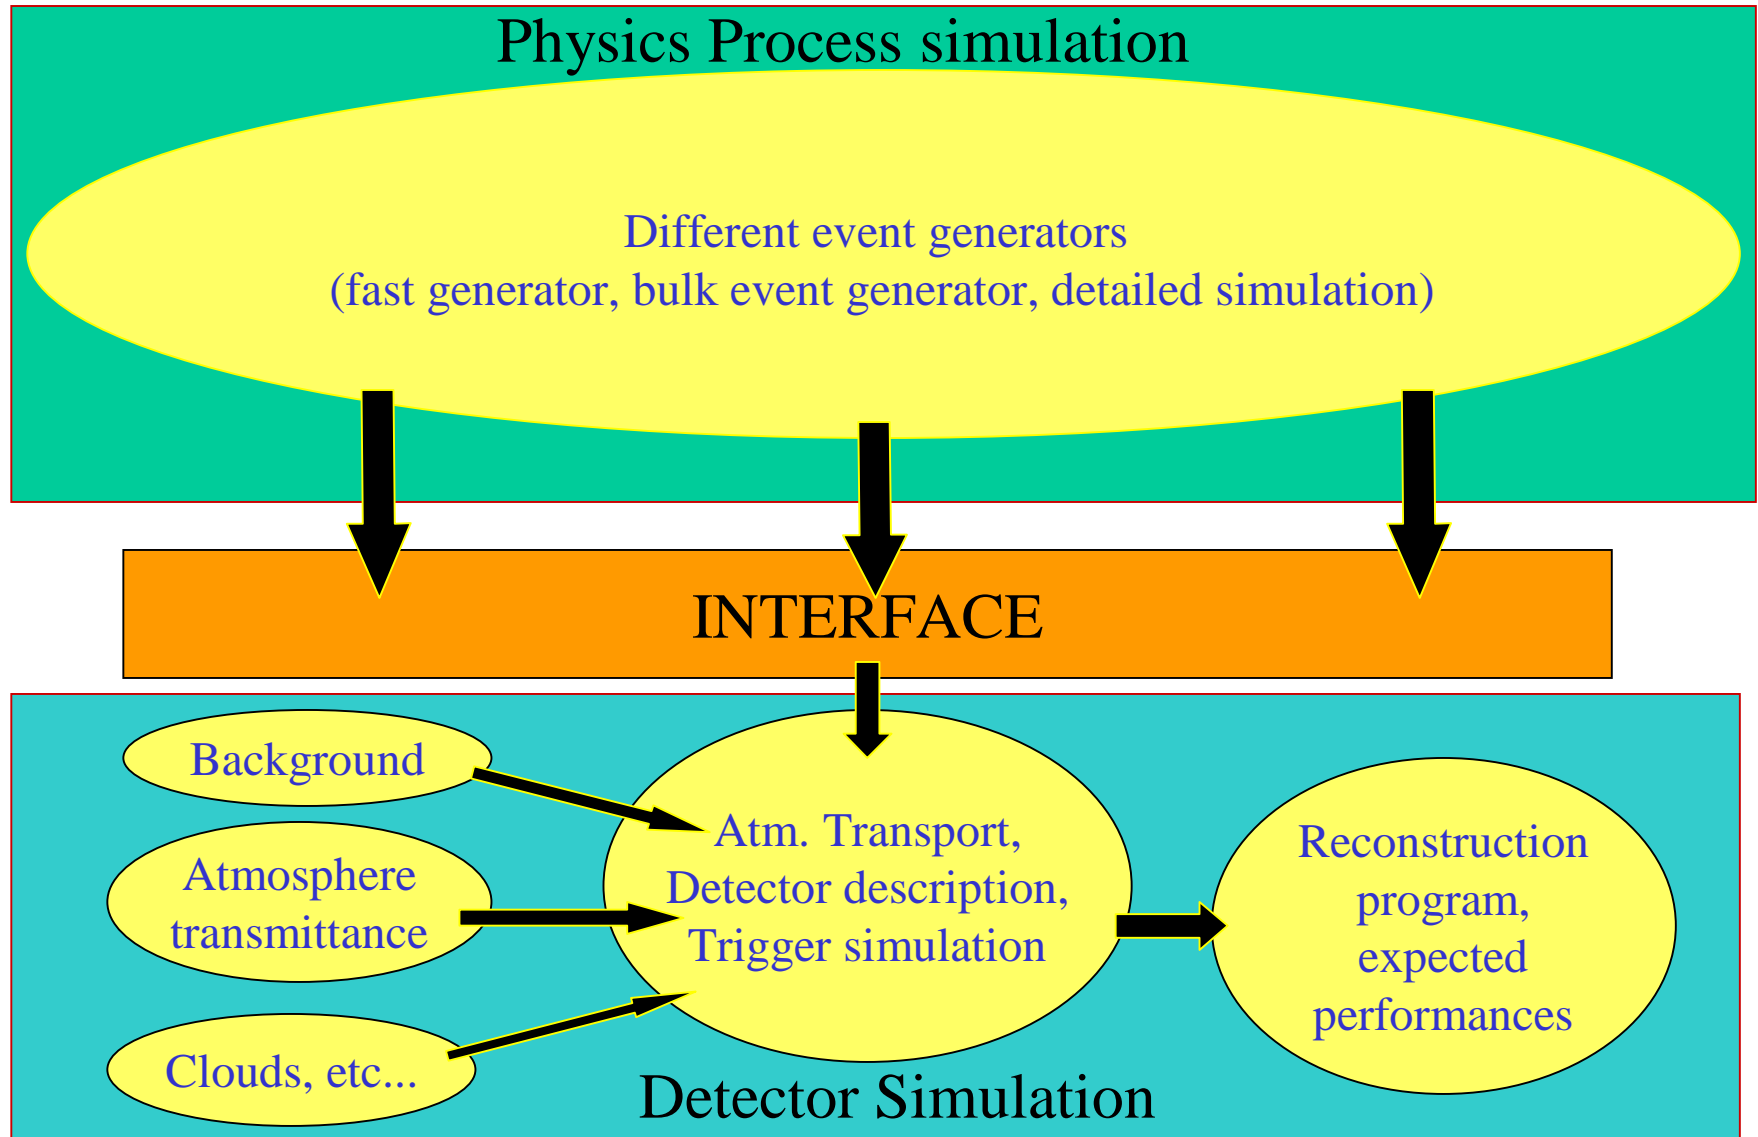 Physics Process simulation
Different event generators
(fast generator, bulk event generator, detailed simulation)
INTERFACE
Background
Atmosphere
transmittance
Clouds, etc...
Atm. Transport,
Detector description,
Trigger simulation
Reconstruction
program,
expected
performances
Detector Simulation